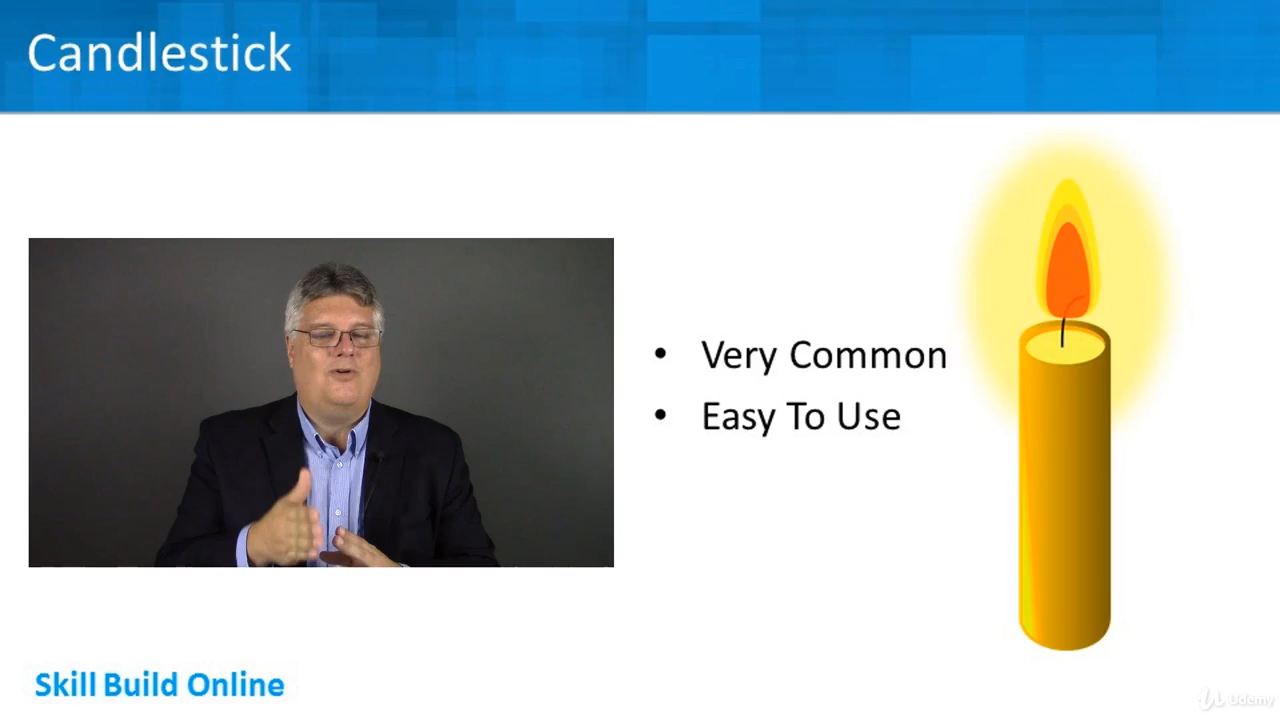 Candlestick
• Very Common
• Easy To Use
Skill Build Online
Udemy